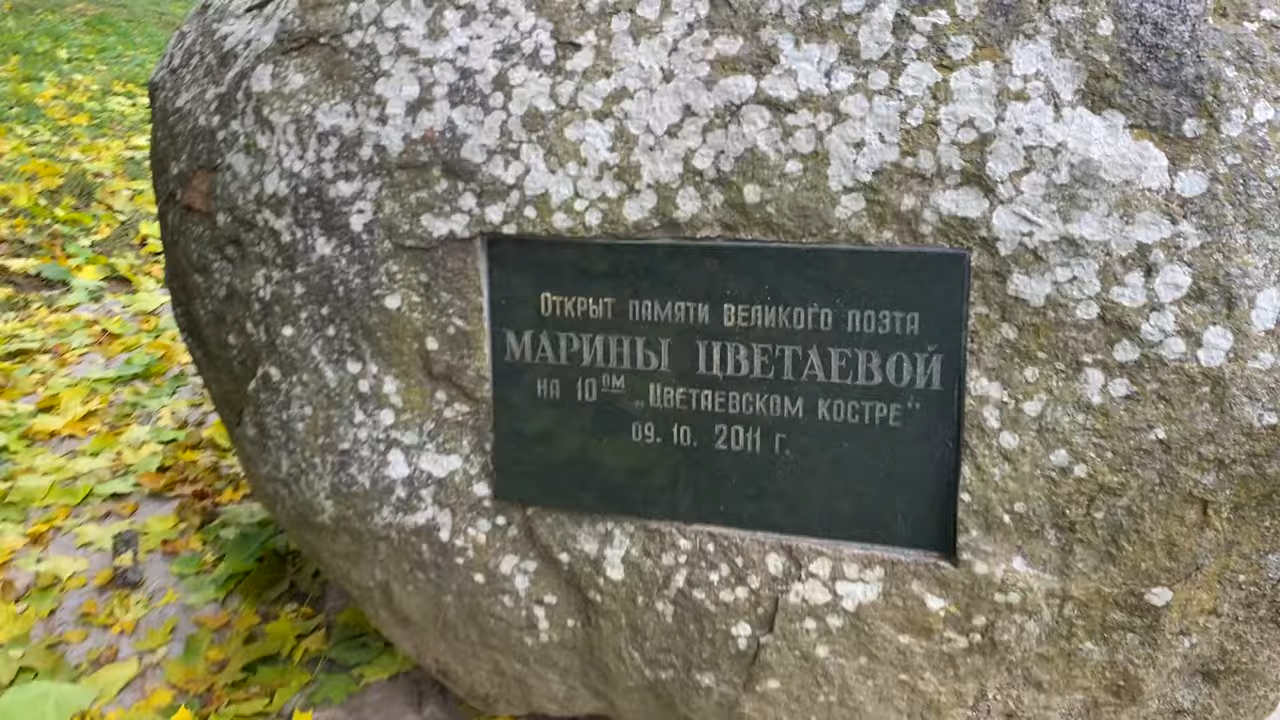 Открыт памяти великого поэта
МАРИНЫ ЦВЕТАЕВОЙ
на 10ом „Цветаевском костре"
09. 10. 2011 г.